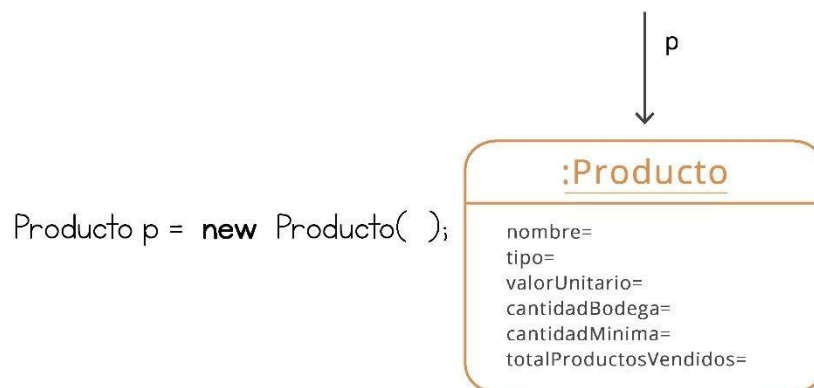 p
:Producto
Producto p = new Producto( );
nombre=
tipo=
valorUnitario=
cantidadBodega=
cantidadMinima=
totalProductosVendidos=